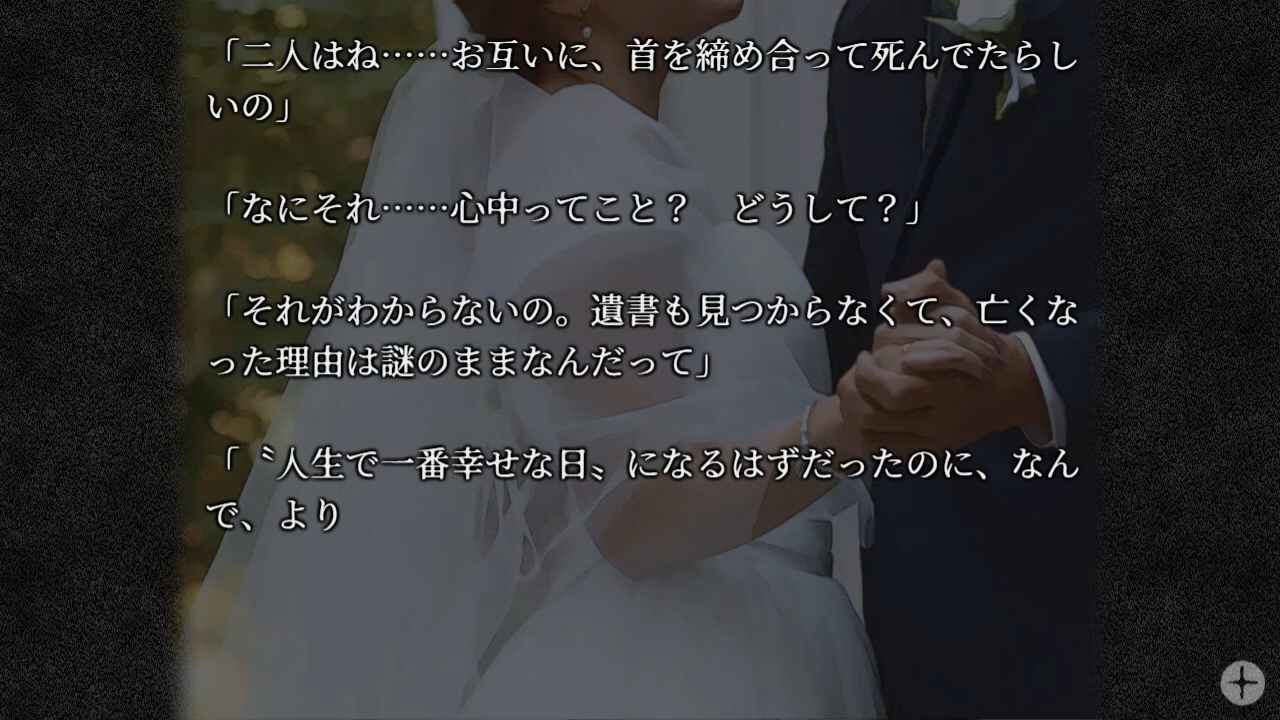 「二人はね……お互いに、首を締め合って死んでたらし
いの」
「なにそれ……心中ってこと？　どうして？」
「それがわからないの。遺書も見つからなくて、亡くな
った理由は謎のままなんだって」
「〝人生で一番幸せな日〟になるはずだったのに、なん
で、より